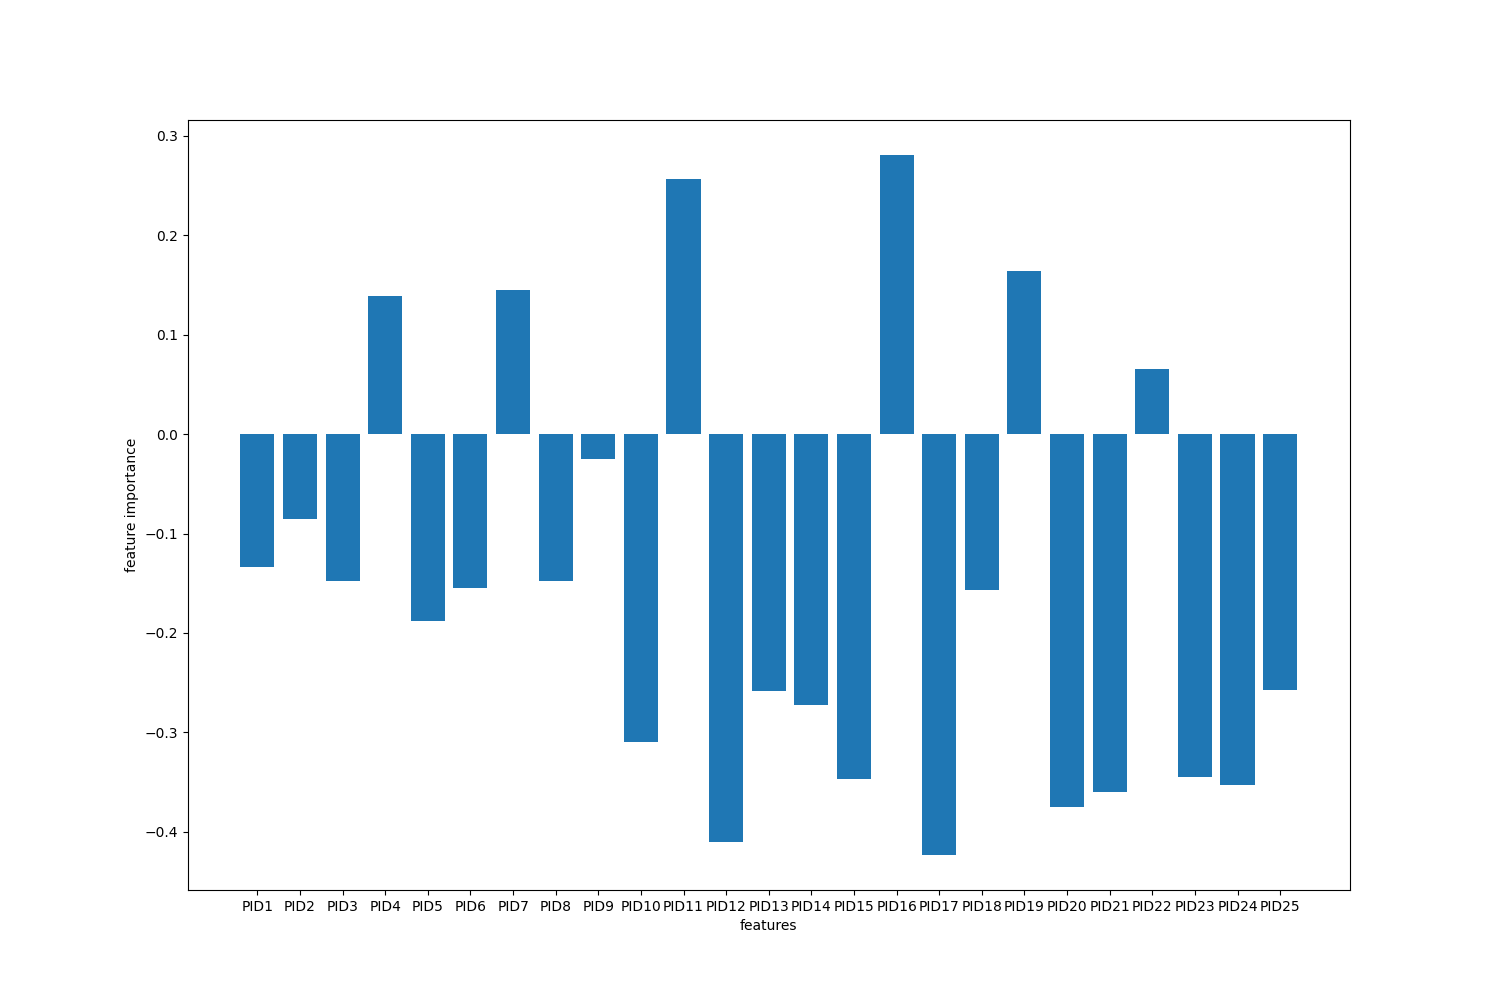 0.3
0.2
0.1
0.0
−0.1
−0.2
−0.3
−0.4
feature importance
PID1 PID2 PID3 PID4 PID5 PID6 PID7 PID8 PID9 PID10 PID11 PID12 PID13 PID14 PID15 PID16 PID17 PID18 PID19 PID20 PID21 PID22 PID23 PID24 PID25
features